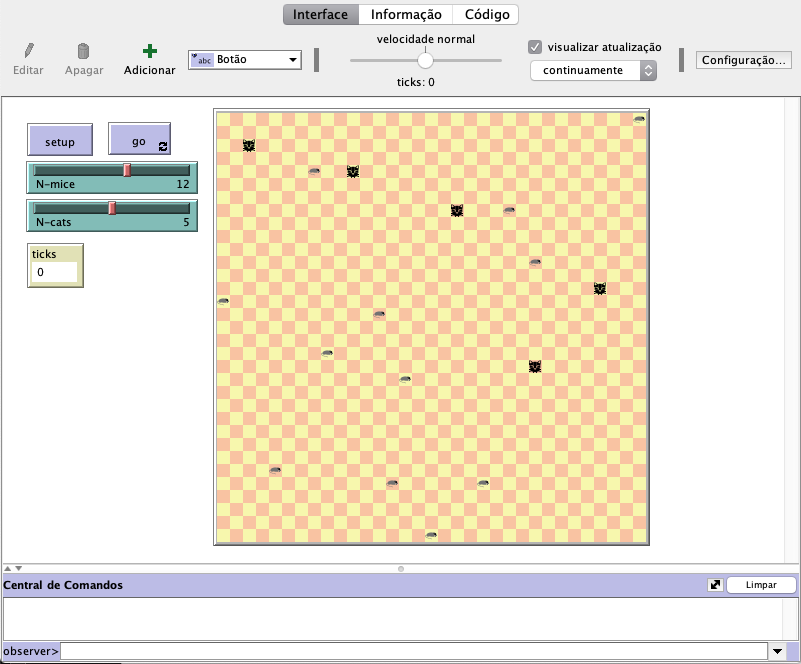 Interface Informação Código
Editar Apagar Adicionar
abc Botão
velocidade normal
ticks: 0
visualizar atualização
continuamente
Configuração...
setup go
N-mice 12
N-cats 5
ticks
0
Central de Comandos
Limpar
observer>